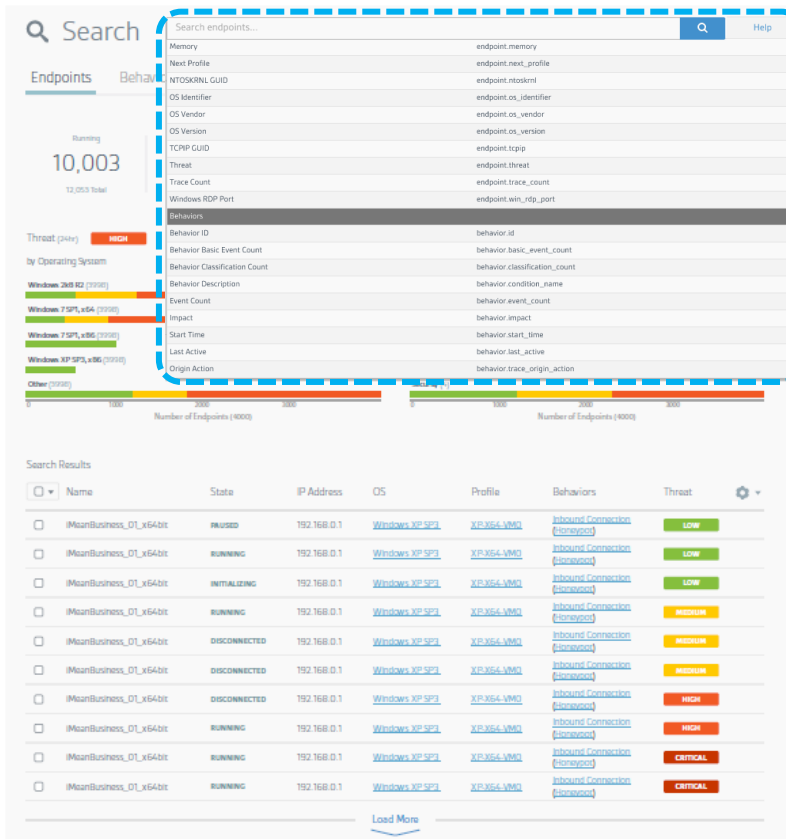 Search
Search endpoints...
Help
Endpoints Behav
Memory endpoint.memory
Next Profile endpoint.next_profile
NTOSKRNL GUID endpoint.ntoskrnl
OS Identifier endpoint.os_identifier
OS Vendor endpoint.os_vendor
OS Version endpoint.os_version
TCPIP GUID endpoint.tcpip
Threat endpoint.threat
Trace Count endpoint.trace_count
Windows RDP Port endpoint.win_rdp_port
Behaviors
Behavior ID behavior.id
Behavior Basic Event Count behavior.basic_event_count
Behavior Classification Count behavior.classification_count
Behavior Description behavior.condition_name
Event Count behavior.event_count
Impact behavior.impact
Start Time behavior.start_time
Last Active behavior.last_active
Origin Action behavior.trace_origin_action
Running
10,003
12,053 Total
Threat (24hr) HIGH
by Operating System
Windows 2k8 R2 (3998)
Windows 7 SP1, x64 (3998)
Windows 7 SP1, x86 (3998)
Windows XP SP3, x86 (3998)
Other (3998)
0 1000 2000 3000
Number of Endpoints (4000)
0 1000 2000 3000
Number of Endpoints (4000)
Search Results
Name State IP Address OS Profile Behaviors Threat
iMeanBusiness_01_x64bit PAUSED 192.168.0.1 Windows XP SP3 XP-X64-VM0 Inbound Connection (Honeypot) LOW
iMeanBusiness_01_x64bit RUNNING 192.168.0.1 Windows XP SP3 XP-X64-VM0 Inbound Connection (Honeypot) LOW
iMeanBusiness_01_x64bit INITIALIZING 192.168.0.1 Windows XP SP3 XP-X64-VM0 Inbound Connection (Honeypot) LOW
iMeanBusiness_01_x64bit RUNNING 192.168.0.1 Windows XP SP3 XP-X64-VM0 Inbound Connection (Honeypot) MEDIUM
iMeanBusiness_01_x64bit DISCONNECTED 192.168.0.1 Windows XP SP3 XP-X64-VM0 Inbound Connection (Honeypot) MEDIUM
iMeanBusiness_01_x64bit DISCONNECTED 192.168.0.1 Windows XP SP3 XP-X64-VM0 Inbound Connection (Honeypot) MEDIUM
iMeanBusiness_01_x64bit DISCONNECTED 192.168.0.1 Windows XP SP3 XP-X64-VM0 Inbound Connection (Honeypot) HIGH
iMeanBusiness_01_x64bit RUNNING 192.168.0.1 Windows XP SP3 XP-X64-VM0 Inbound Connection (Honeypot) HIGH
iMeanBusiness_01_x64bit RUNNING 192.168.0.1 Windows XP SP3 XP-X64-VM0 Inbound Connection (Honeypot) CRITICAL
iMeanBusiness_01_x64bit RUNNING 192.168.0.1 Windows XP SP3 XP-X64-VM0 Inbound Connection (Honeypot) CRITICAL
Load More